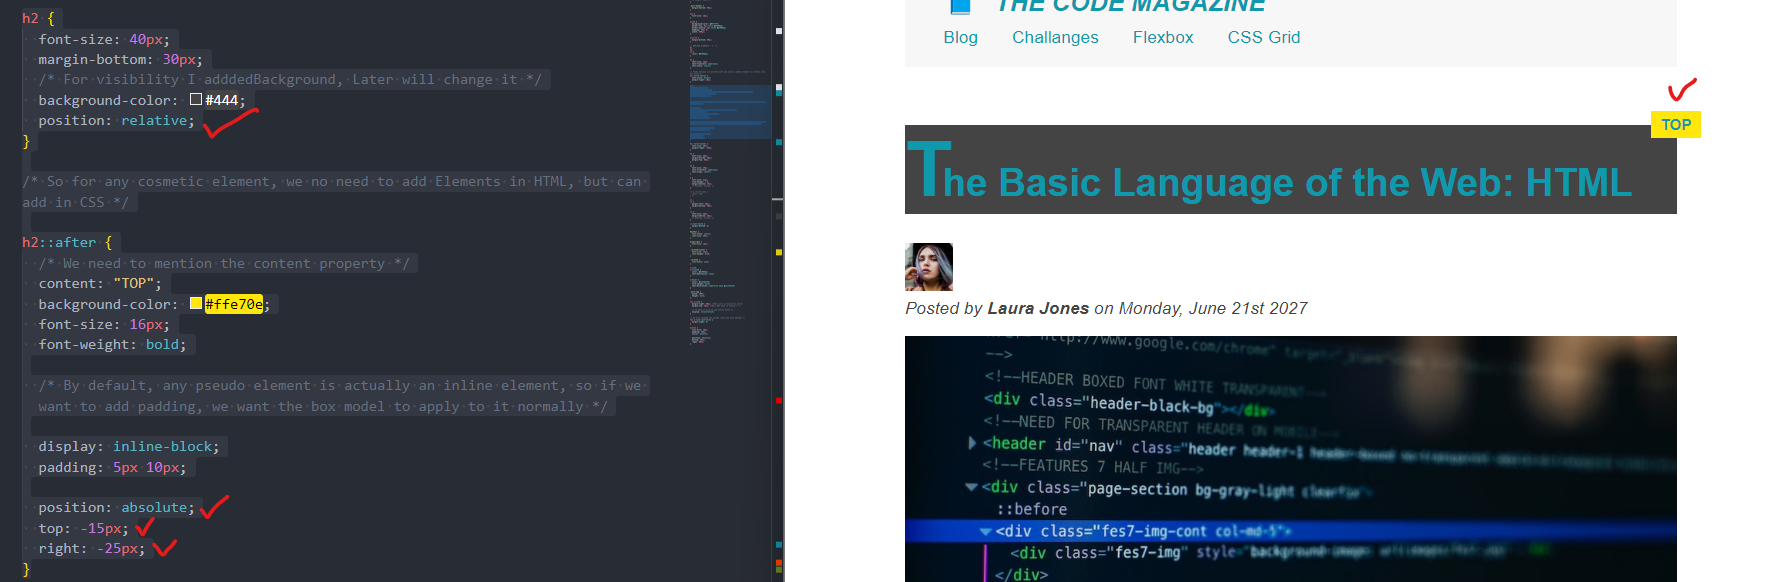 h2 {
font-size: 40px;
margin-bottom: 30px;
/* For visibility I adddedBackground, Later will change it */
background-color: #444;
position: relative;
}
/* So for any cosmetic element, we no need to add Elements in HTML, but can
add in CSS */
h2::after {
/* We need to mention the content property */
content: "TOP";
background-color: #ffe70e;
font-size: 16px;
font-weight: bold;
/* By default, any pseudo element is actually an inline element, so if we
want to add padding, we want the box model to apply to it normally */
display: inline-block;
padding: 5px 10px;
position: absolute;
top: -15px;
right: -25px;
}
THE CODE MAGAZINE
Blog Challanges Flexbox CSS Grid
TOP
The Basic Language of the Web: HTML
Posted by Laura Jones on Monday, June 21st 2027
http://www.google.com/chrome" target="_blank"
-->
<!--HEADER BOXED FONT WHITE TRANSPARENT-->
<div class="header-black-bg"></div>
<!--NEED FOR TRANSPARENT HEADER ON MOBILE-->
<header id="nav" class="header header-1 header-boxed
<!--FEATURES 7 HALF IMG-->
<div class="page-section bg-gray-light clearfix">
::before
<div class="fes7-img-cont col-md-5">
<div class="fes7-img" style="background-image:
</div>